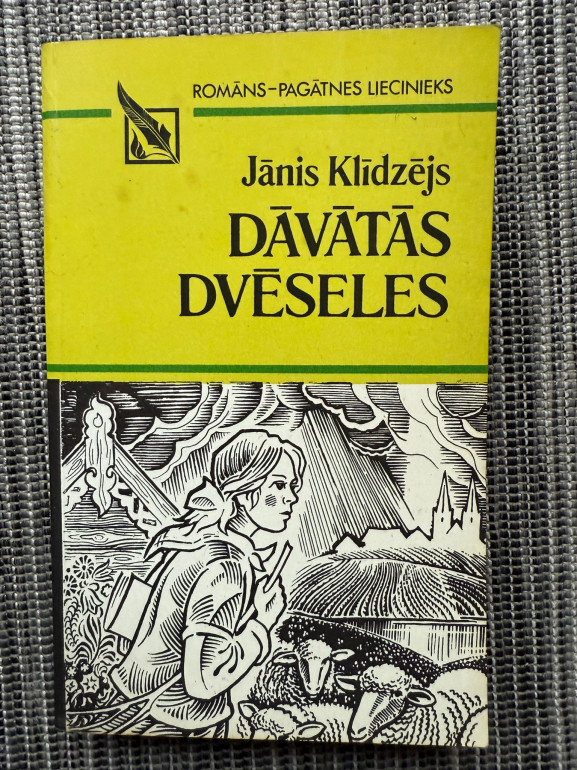 ROMĀNS–PAGĀTNES LIECINIEKS
Jānis Klīdzējs
DĀVĀTĀS
DVĒSELES